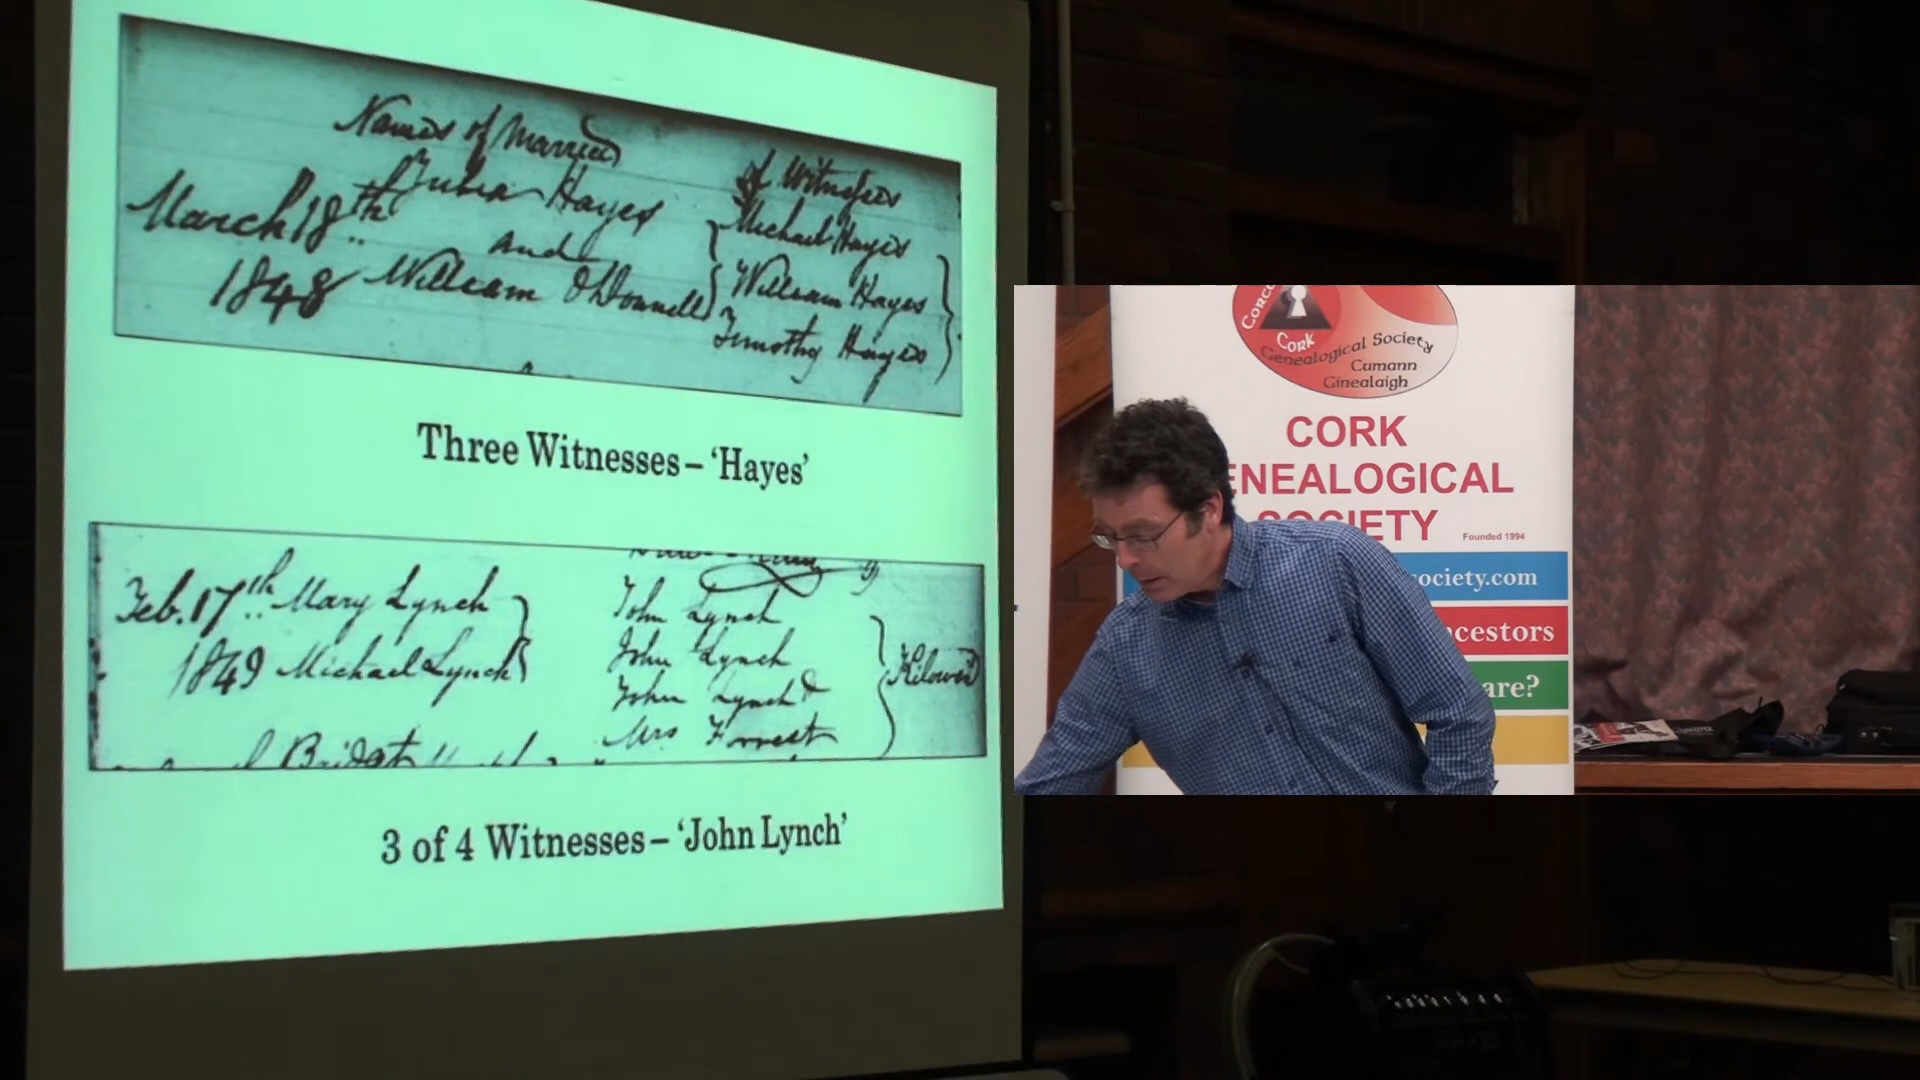 Names of Married
of Witnesses
March 18th Julia Hayes
Michael Hayes
and
1848 William O'Donnell
William Hayes
Timothy Hayes
Three Witnesses – 'Hayes'
Feb. 17th Mary Lynch
John Lynch
1849 Michael Lynch
John Lynch
John Lynch &
Mrs Forrest
Bridget
3 of 4 Witnesses – 'John Lynch'
Cork
Genealogical Society
Cumann
Ginealaigh
CORK
ENEALOGICAL
SOCIETY
Founded 1994
ociety.com
ncestors
are?